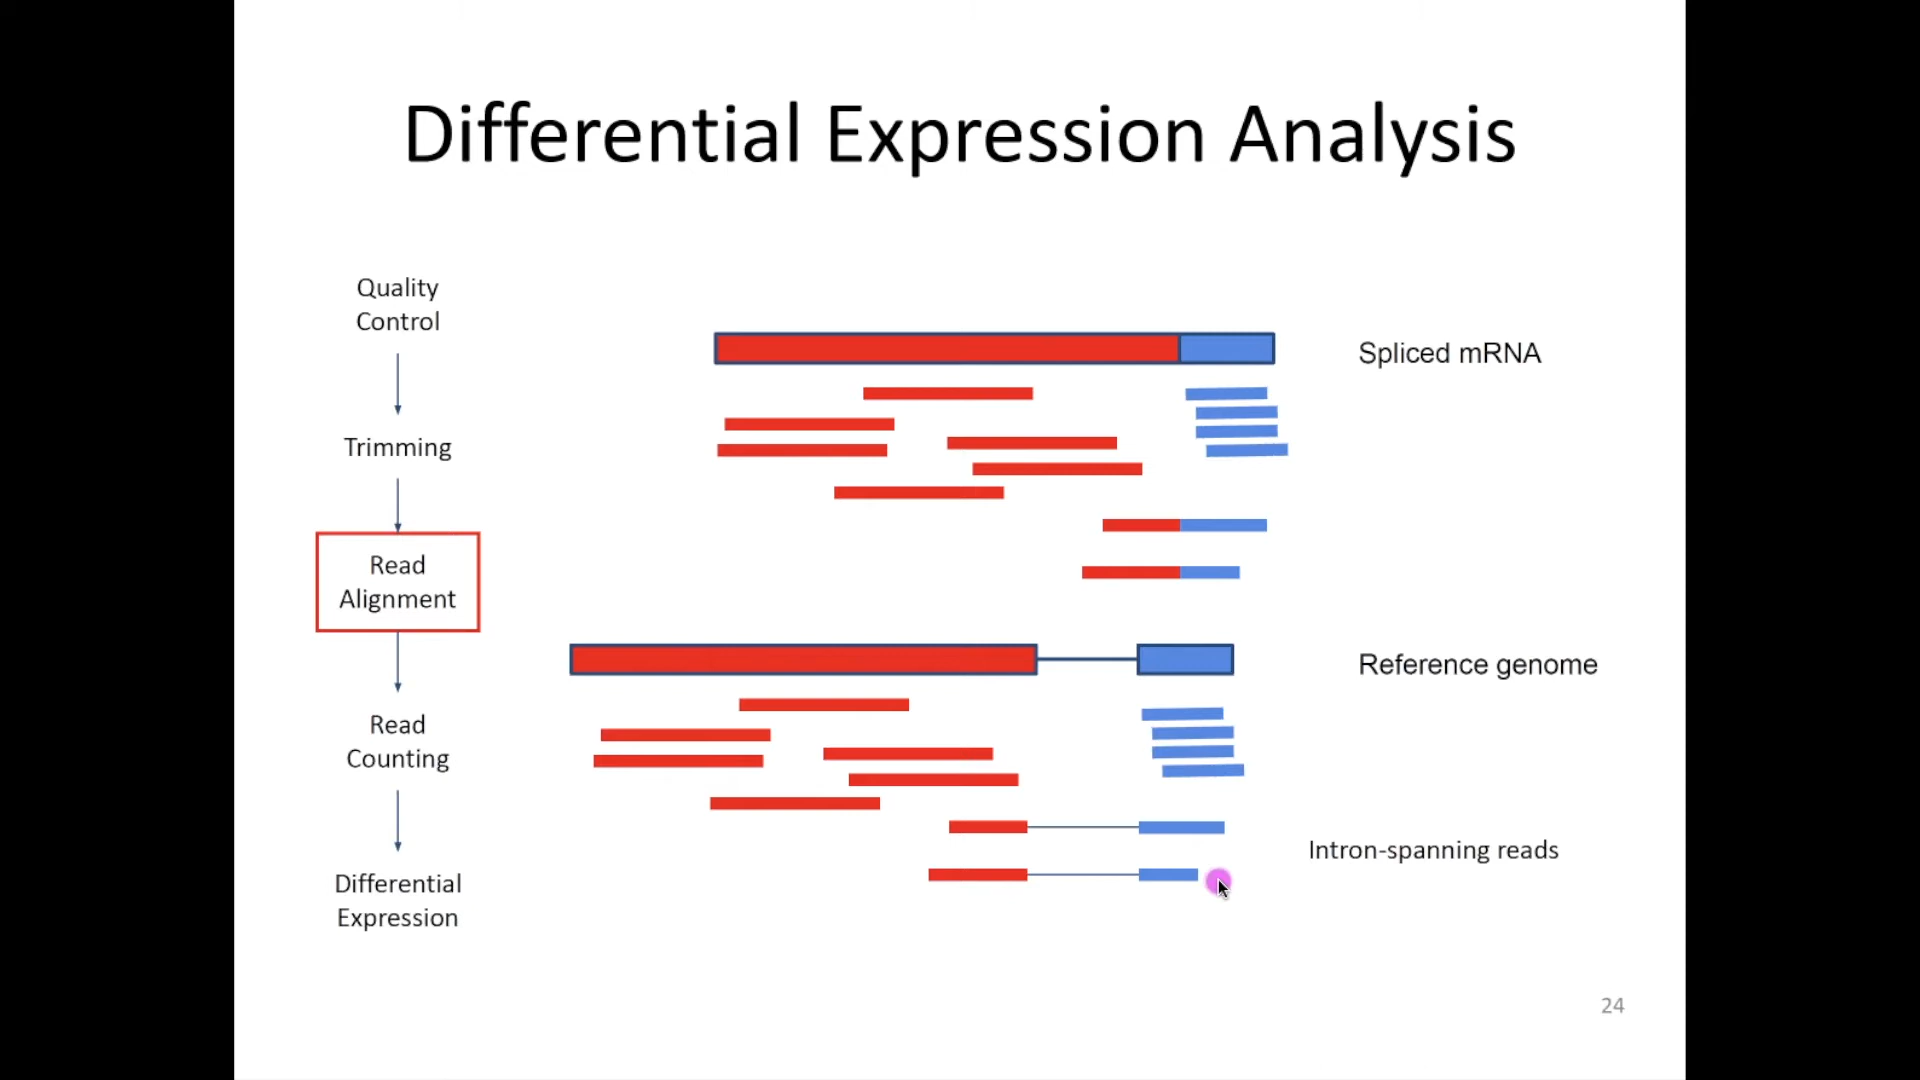 Differential Expression Analysis
Quality
Control
Trimming
Read
Alignment
Read
Counting
Differential
Expression
Spliced mRNA
Reference genome
Intron-spanning reads
24